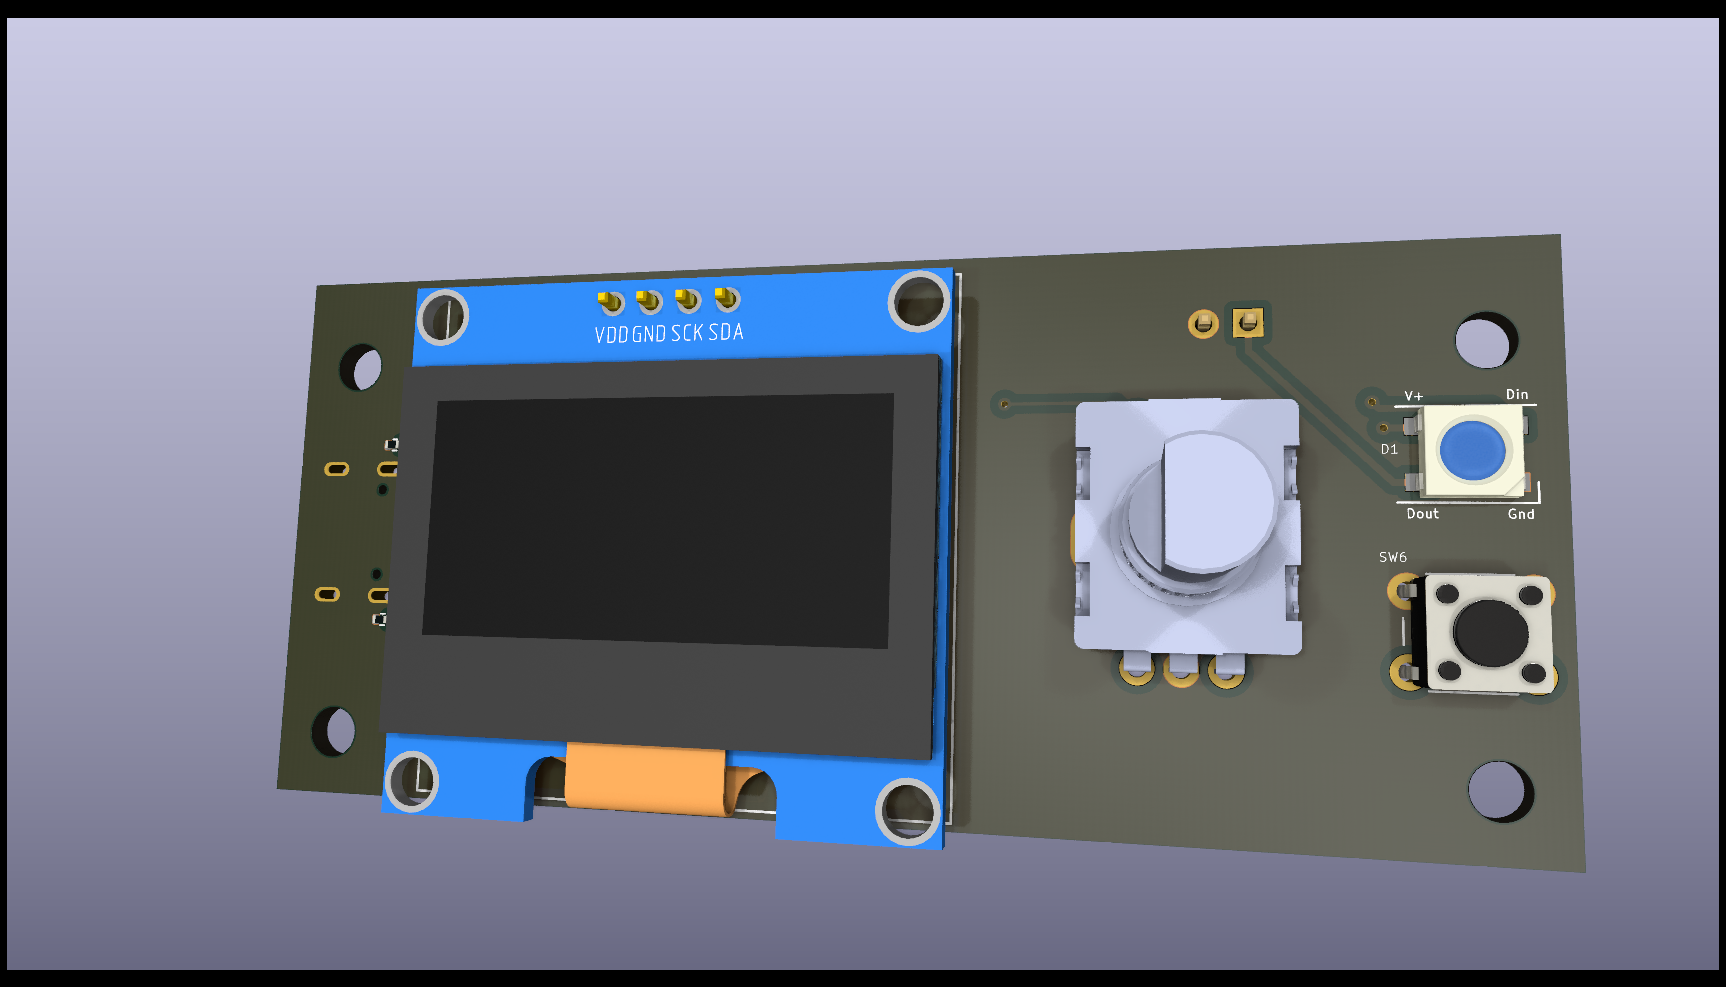 VDD GND SCK SDA
V+ Din
D1
Dout Gnd
SW6